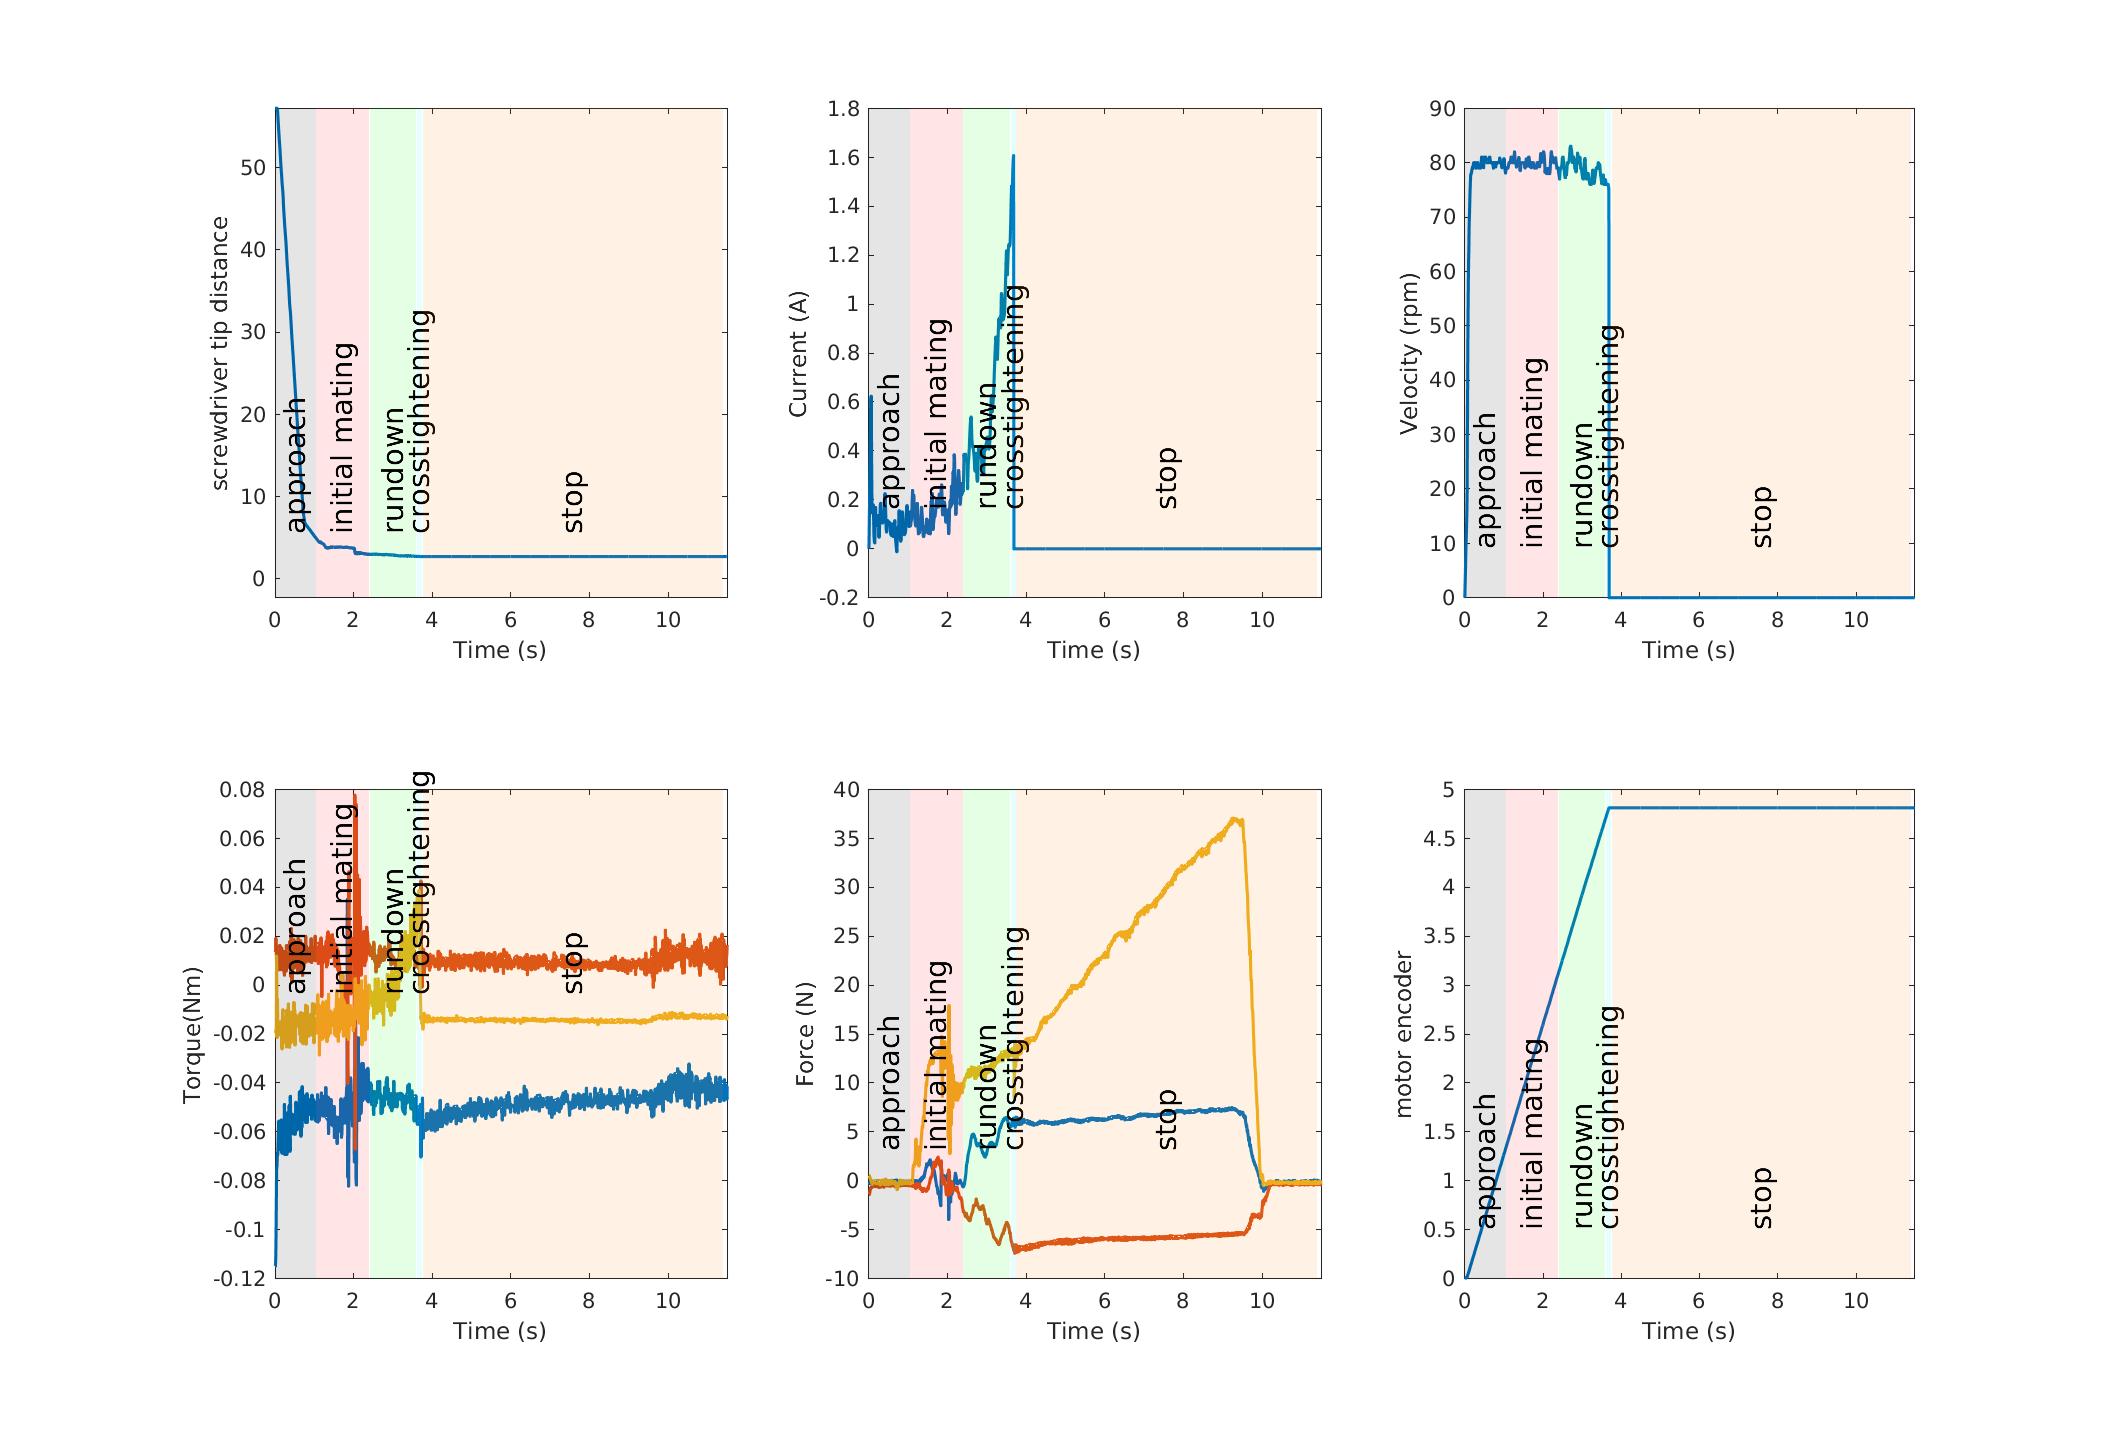 screwdriver tip distance
50
40
30
20
10
0
approach
initial mating
rundown
crosstightening
stop
0 2 4 6 8 10
Time (s)
Current (A)
1.8
1.6
1.4
1.2
1
0.8
0.6
0.4
0.2
0
-0.2
approach
initial mating
rundown
crosstightening
stop
0 2 4 6 8 10
Time (s)
Velocity (rpm)
90
80
70
60
50
40
30
20
10
0
approach
initial mating
rundown
crosstightening
stop
0 2 4 6 8 10
Time (s)
Torque(Nm)
0.08
0.06
0.04
0.02
0
-0.02
-0.04
-0.06
-0.08
-0.1
-0.12
approach
initial mating
rundown
crosstightening
stop
0 2 4 6 8 10
Time (s)
Force (N)
40
35
30
25
20
15
10
5
0
-5
-10
approach
initial mating
rundown
crosstightening
stop
0 2 4 6 8 10
Time (s)
motor encoder
5
4.5
4
3.5
3
2.5
2
1.5
1
0.5
0
approach
initial mating
rundown
crosstightening
stop
0 2 4 6 8 10
Time (s)